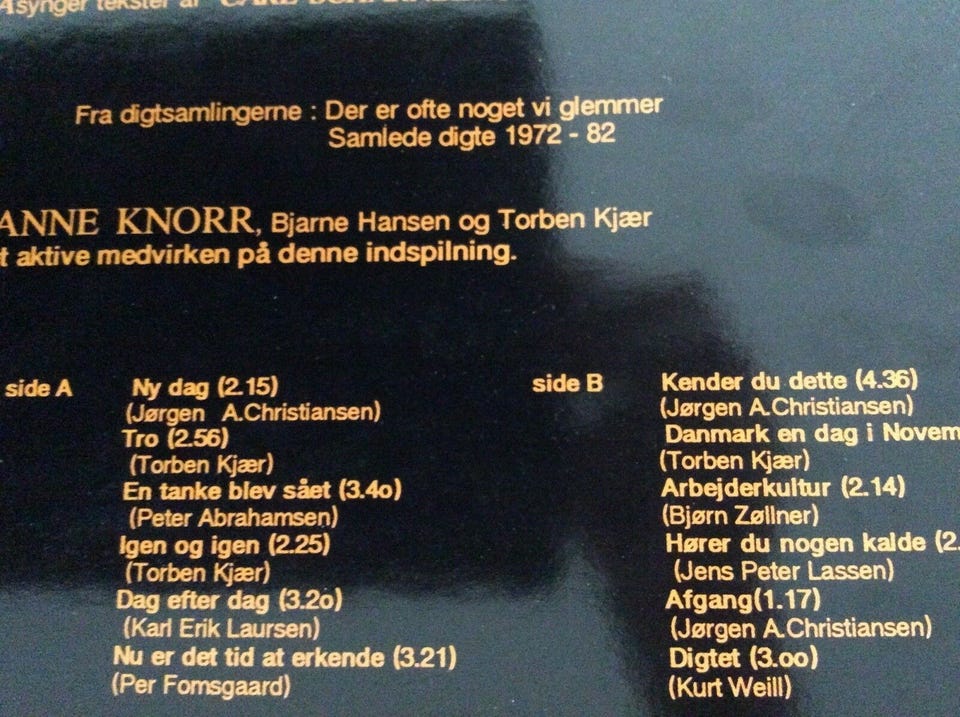 synger tekster af
Fra digtsamlingerne : Der er ofte noget vi glemmer
Samlede digte 1972 - 82
ANNE KNORR, Bjarne Hansen og Torben Kjær
t aktive medvirken på denne indspilning.
side A
Ny dag (2.15)
(Jørgen A.Christiansen)
Tro (2.56)
(Torben Kjær)
En tanke blev sået (3.4o)
(Peter Abrahamsen)
Igen og igen (2.25)
(Torben Kjær)
Dag efter dag (3.2o)
(Karl Erik Laursen)
Nu er det tid at erkende (3.21)
(Per Fomsgaard)
side B
Kender du dette (4.36)
(Jørgen A.Christiansen)
Danmark en dag i Novem
(Torben Kjær)
Arbejderkultur (2.14)
(Bjørn Zøllner)
Hører du nogen kalde (2.
(Jens Peter Lassen)
Afgang(1.17)
(Jørgen A.Christiansen)
Digtet (3.oo)
(Kurt Weill)